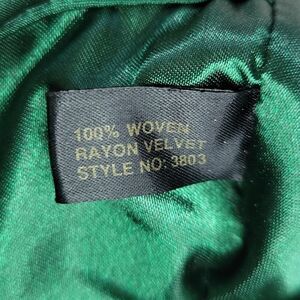 100% WOVEN
RAYON VELVET
STYLE NO: 3803